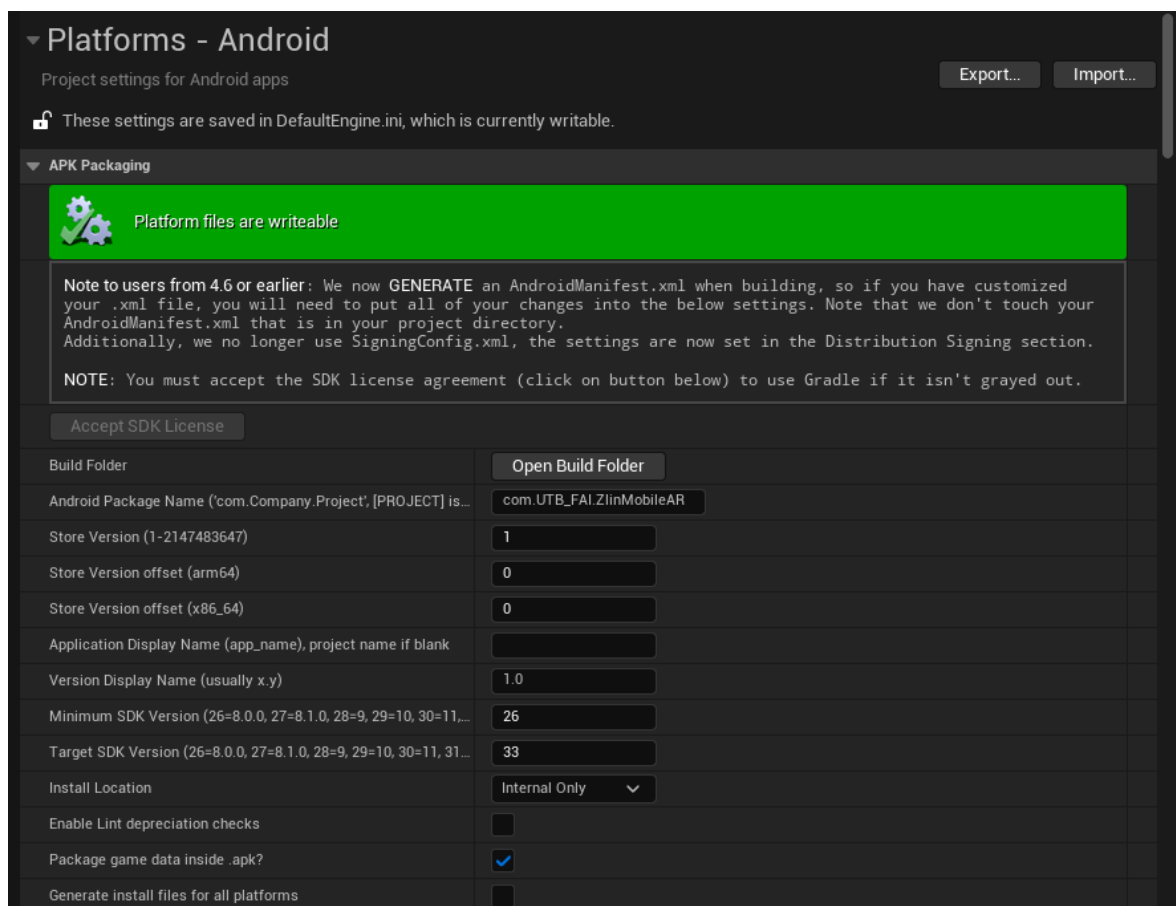 Platforms - Android
Project settings for Android apps
Export...
Import...
These settings are saved in DefaultEngine.ini, which is currently writable.
APK Packaging
Platform files are writeable
Note to users from 4.6 or earlier: We now GENERATE an AndroidManifest.xml when building, so if you have customized
your .xml file, you will need to put all of your changes into the below settings. Note that we don't touch your
AndroidManifest.xml that is in your project directory.
Additionally, we no longer use SigningConfig.xml, the settings are now set in the Distribution Signing section.
NOTE: You must accept the SDK license agreement (click on button below) to use Gradle if it isn't grayed out.
Accept SDK License
Build Folder
Open Build Folder
Android Package Name ('com.Company.Project', [PROJECT] is...
com.UTB_FAI.ZlinMobileAR
Store Version (1-2147483647)
1
Store Version offset (arm64)
0
Store Version offset (x86_64)
0
Application Display Name (app_name), project name if blank
Version Display Name (usually x.y)
1.0
Minimum SDK Version (26=8.0.0, 27=8.1.0, 28=9, 29=10, 30=11,...
26
Target SDK Version (26=8.0.0, 27=8.1.0, 28=9, 29=10, 30=11, 31...
33
Install Location
Internal Only
Enable Lint depreciation checks
Package game data inside .apk?
Generate install files for all platforms